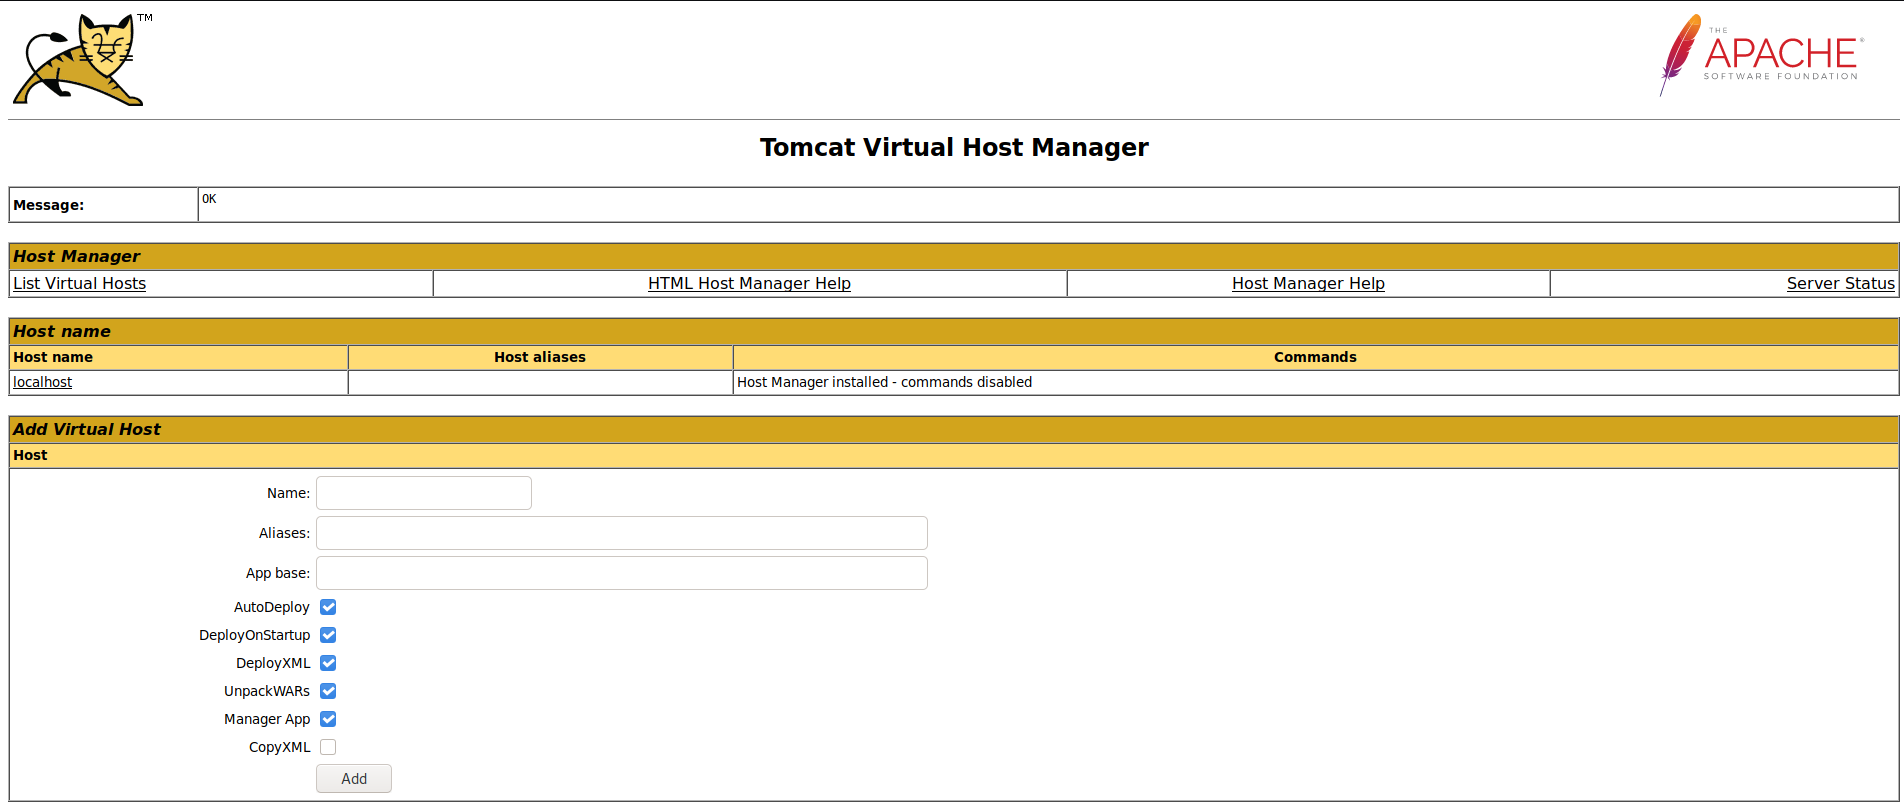 TM
THE
APACHE®
SOFTWARE FOUNDATION
Tomcat Virtual Host Manager
Message: OK
Host Manager
List Virtual Hosts HTML Host Manager Help Host Manager Help Server Status
Host name
Host name Host aliases Commands
localhost Host Manager installed - commands disabled
Add Virtual Host
Host
Name:
Aliases:
App base:
AutoDeploy
DeployOnStartup
DeployXML
UnpackWARs
Manager App
CopyXML
Add